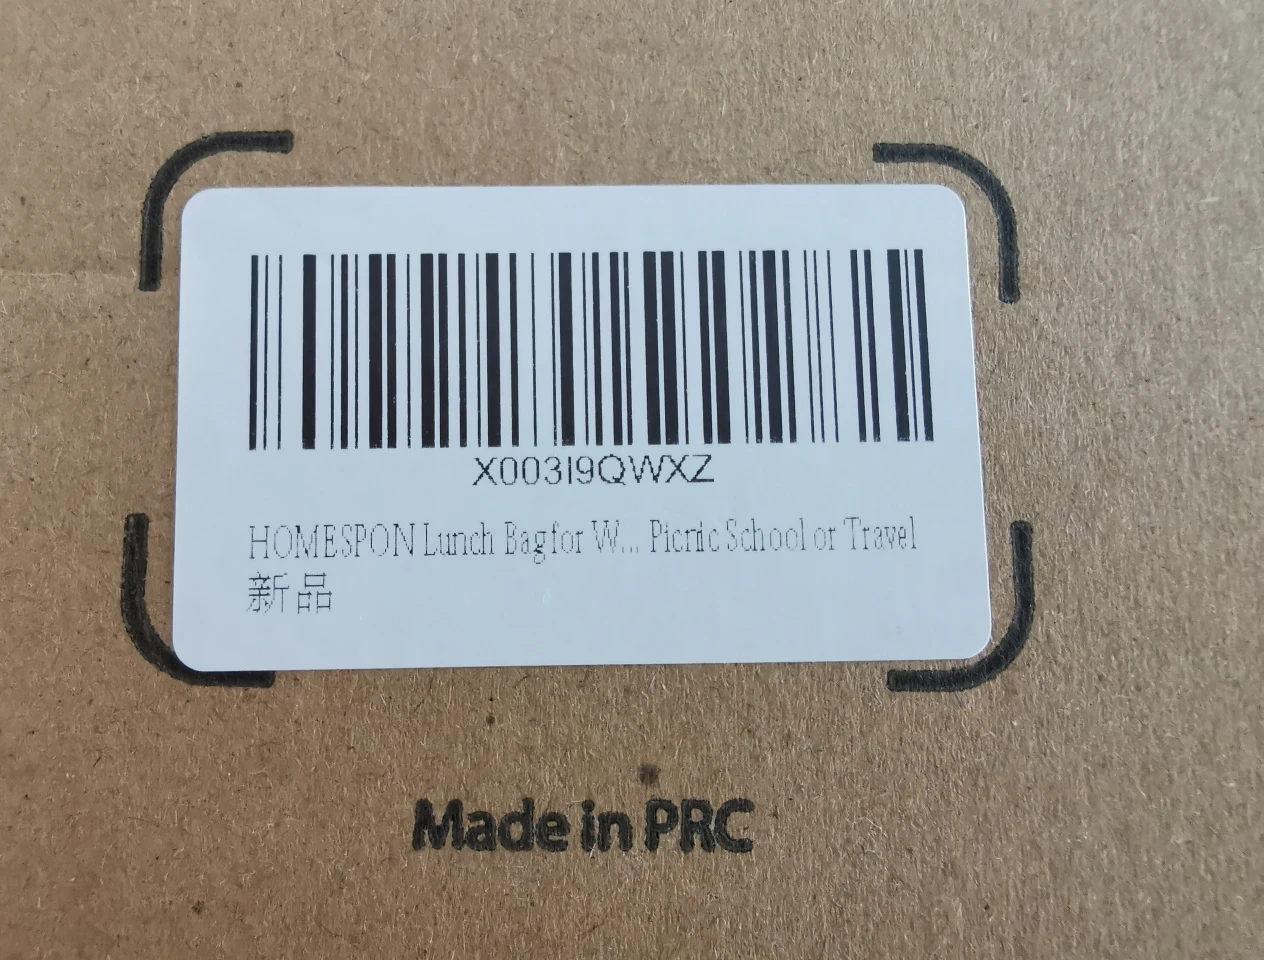 X003I9QWXZ
HOMESPON Lunch Bag for W... Picnic School or Travel
新品
Made in PRC